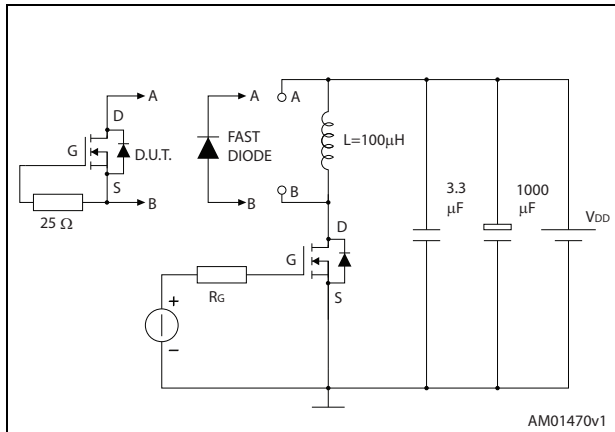 A
A
A
D
G
D.U.T.
FAST
DIODE
L=100μH
S
B
B
B
3.3
μF
1000
μF
VDD
25 Ω
D
G
RG
S
+
−
AM01470v1